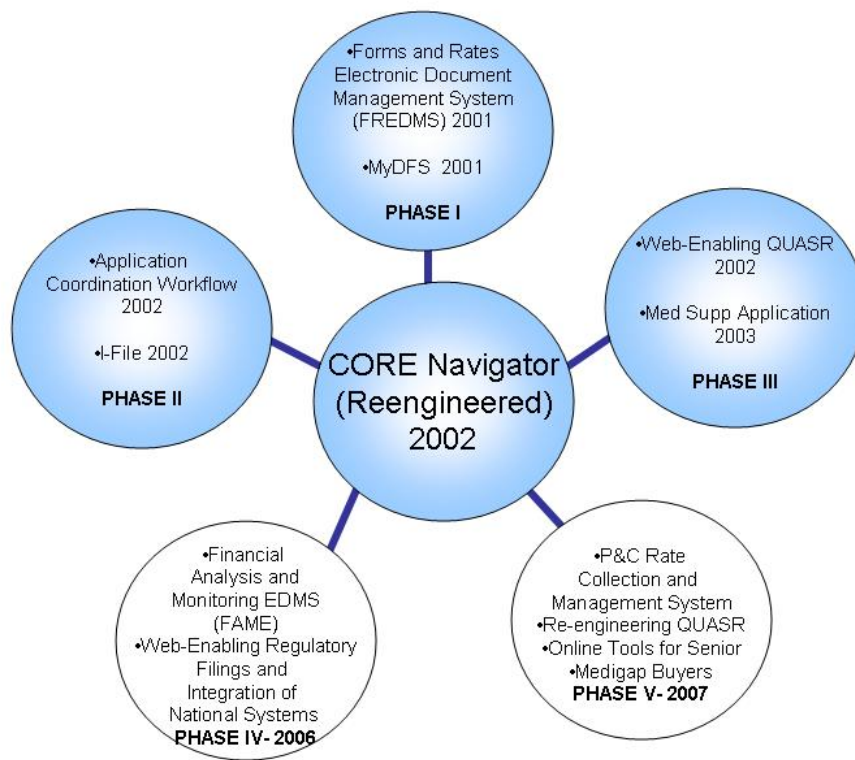 •Forms and Rates
Electronic Document
Management System
(FREDMS) 2001
•MyDFS 2001
PHASE I
•Application
Coordination Workflow
2002
•I-File 2002
PHASE II
•Web-Enabling QUASR
2002
•Med Supp Application
2003
PHASE III
CORE Navigator
(Reengineered)
2002
•Financial
Analysis and
Monitoring EDMS
(FAME)
•Web-Enabling Regulatory
Filings and
Integration of
National Systems
PHASE IV- 2006
•P&C Rate
Collection and
Management System
•Re-engineering QUASR
•Online Tools for Senior
•Medigap Buyers
PHASE V- 2007